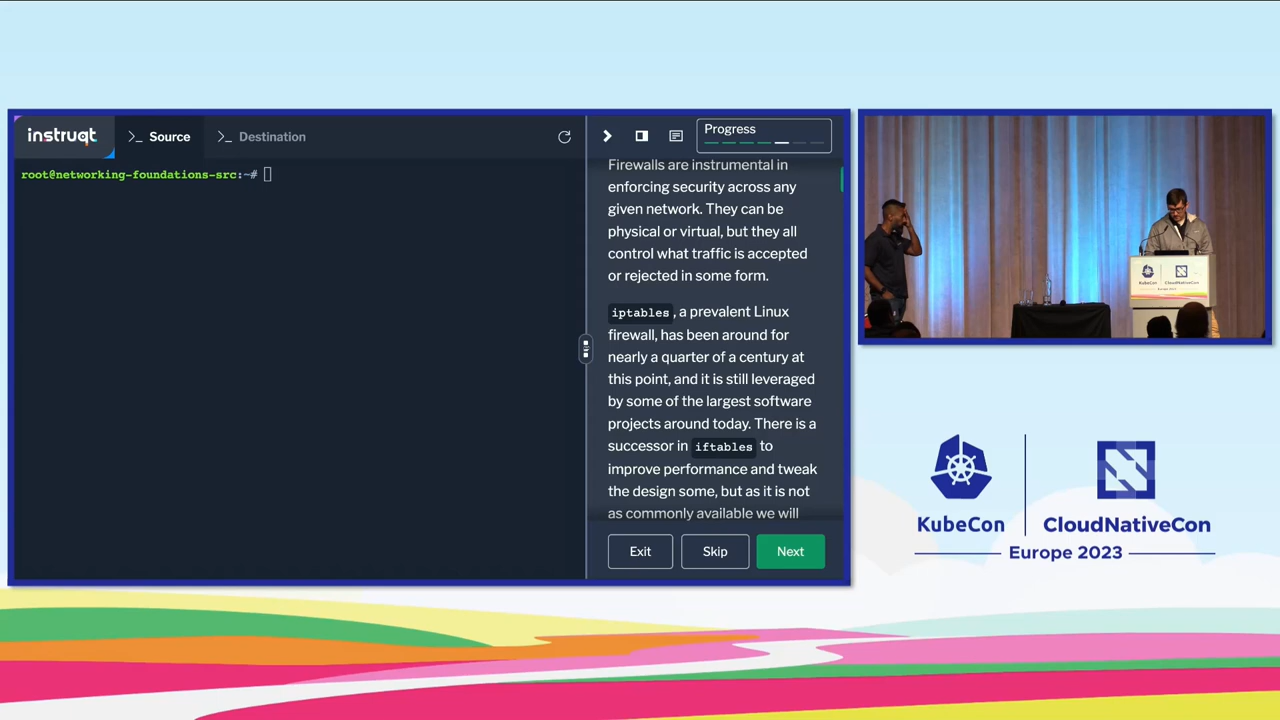 instruqt
>_ Source
>_ Destination
Progress
root@networking-foundations-src:~#
Firewalls are instrumental in
enforcing security across any
given network. They can be
physical or virtual, but they all
control what traffic is accepted
or rejected in some form.
iptables, a prevalent Linux
firewall, has been around for
nearly a quarter of a century at
this point, and it is still leveraged
by some of the largest software
projects around today. There is a
successor in iftables to
improve performance and tweak
the design some, but as it is not
as commonly available we will
Exit
Skip
Next
KubeCon
CloudNativeCon
Europe 2023
KubeCon
CloudNativeCon
Europe 2023